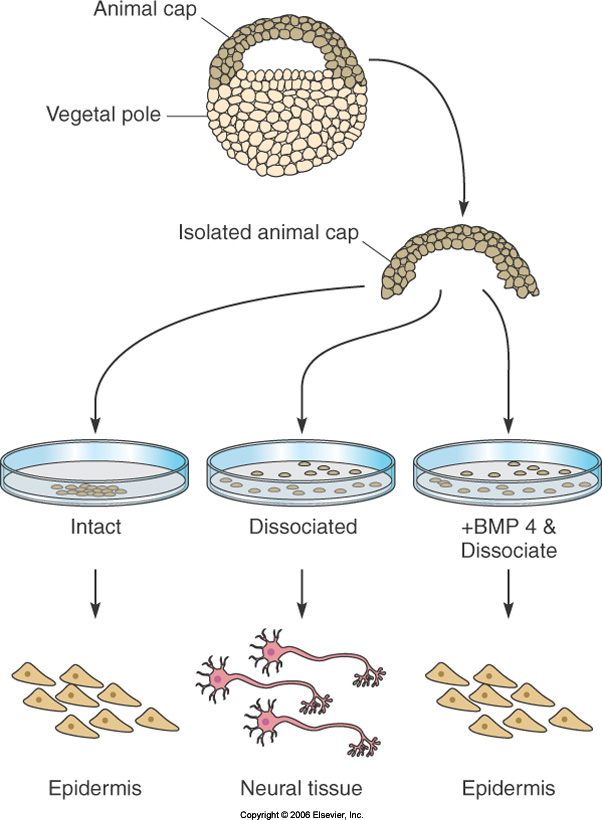 Animal cap
Vegetal pole
Isolated animal cap
Intact
Dissociated
+BMP 4 &
Dissociate
Epidermis
Neural tissue
Epidermis
Copyright © 2006 Elsevier, Inc.